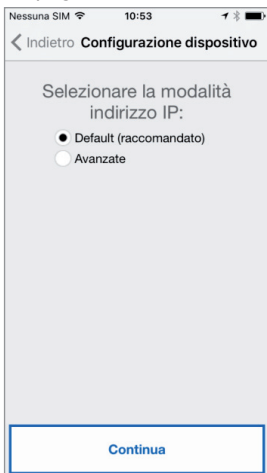 Nessuna SIM 10:53
Indietro Configurazione dispositivo
Selezionare la modalità
indirizzo IP:
Default (raccomandato)
Avanzate
Continua